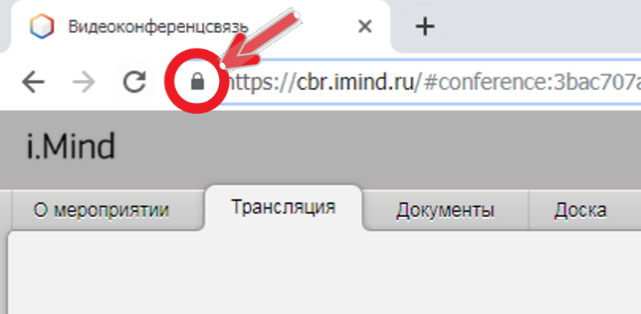 Видеоконференцсвязь
https://cbr.imind.ru/#conference:3bac707a
i.Mind
О мероприятии Трансляция Документы Доска